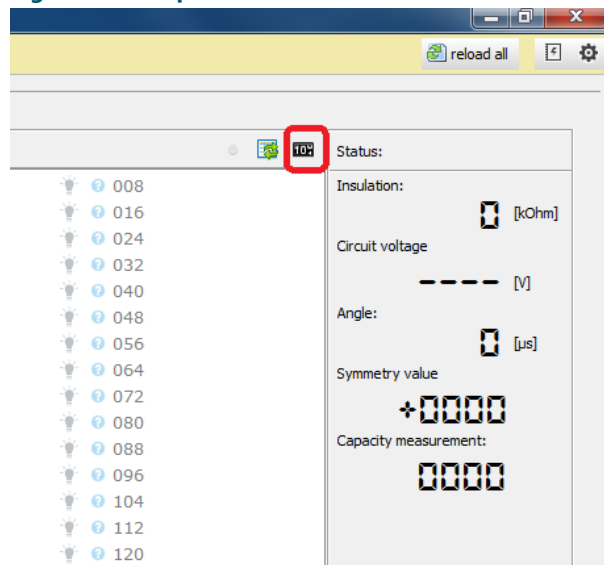 reload all
10%
Status:
008
016
024
032
040
048
056
064
072
080
088
096
104
112
120
Insulation:
0 [kOhm]
Circuit voltage
---- [V]
Angle:
0 [µs]
Symmetry value
+0000
Capacity measurement:
0000